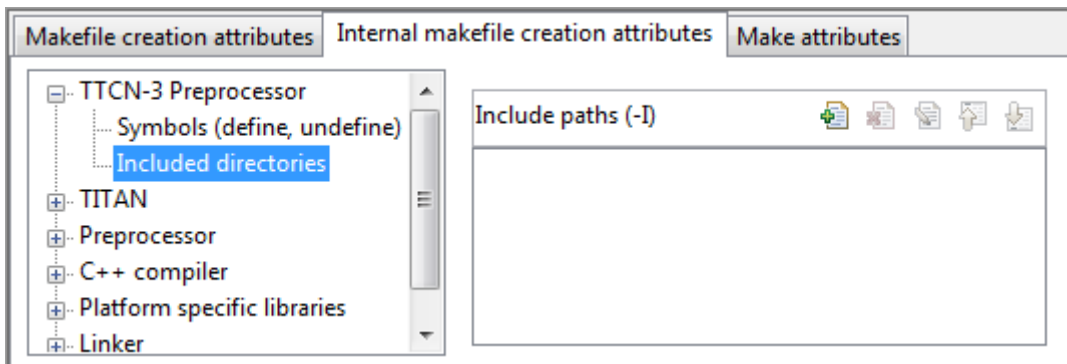 Makefile creation attributes
Internal makefile creation attributes
Make attributes
TTCN-3 Preprocessor
Symbols (define, undefine)
Included directories
TITAN
Preprocessor
C++ compiler
Platform specific libraries
Linker
Include paths (-I)